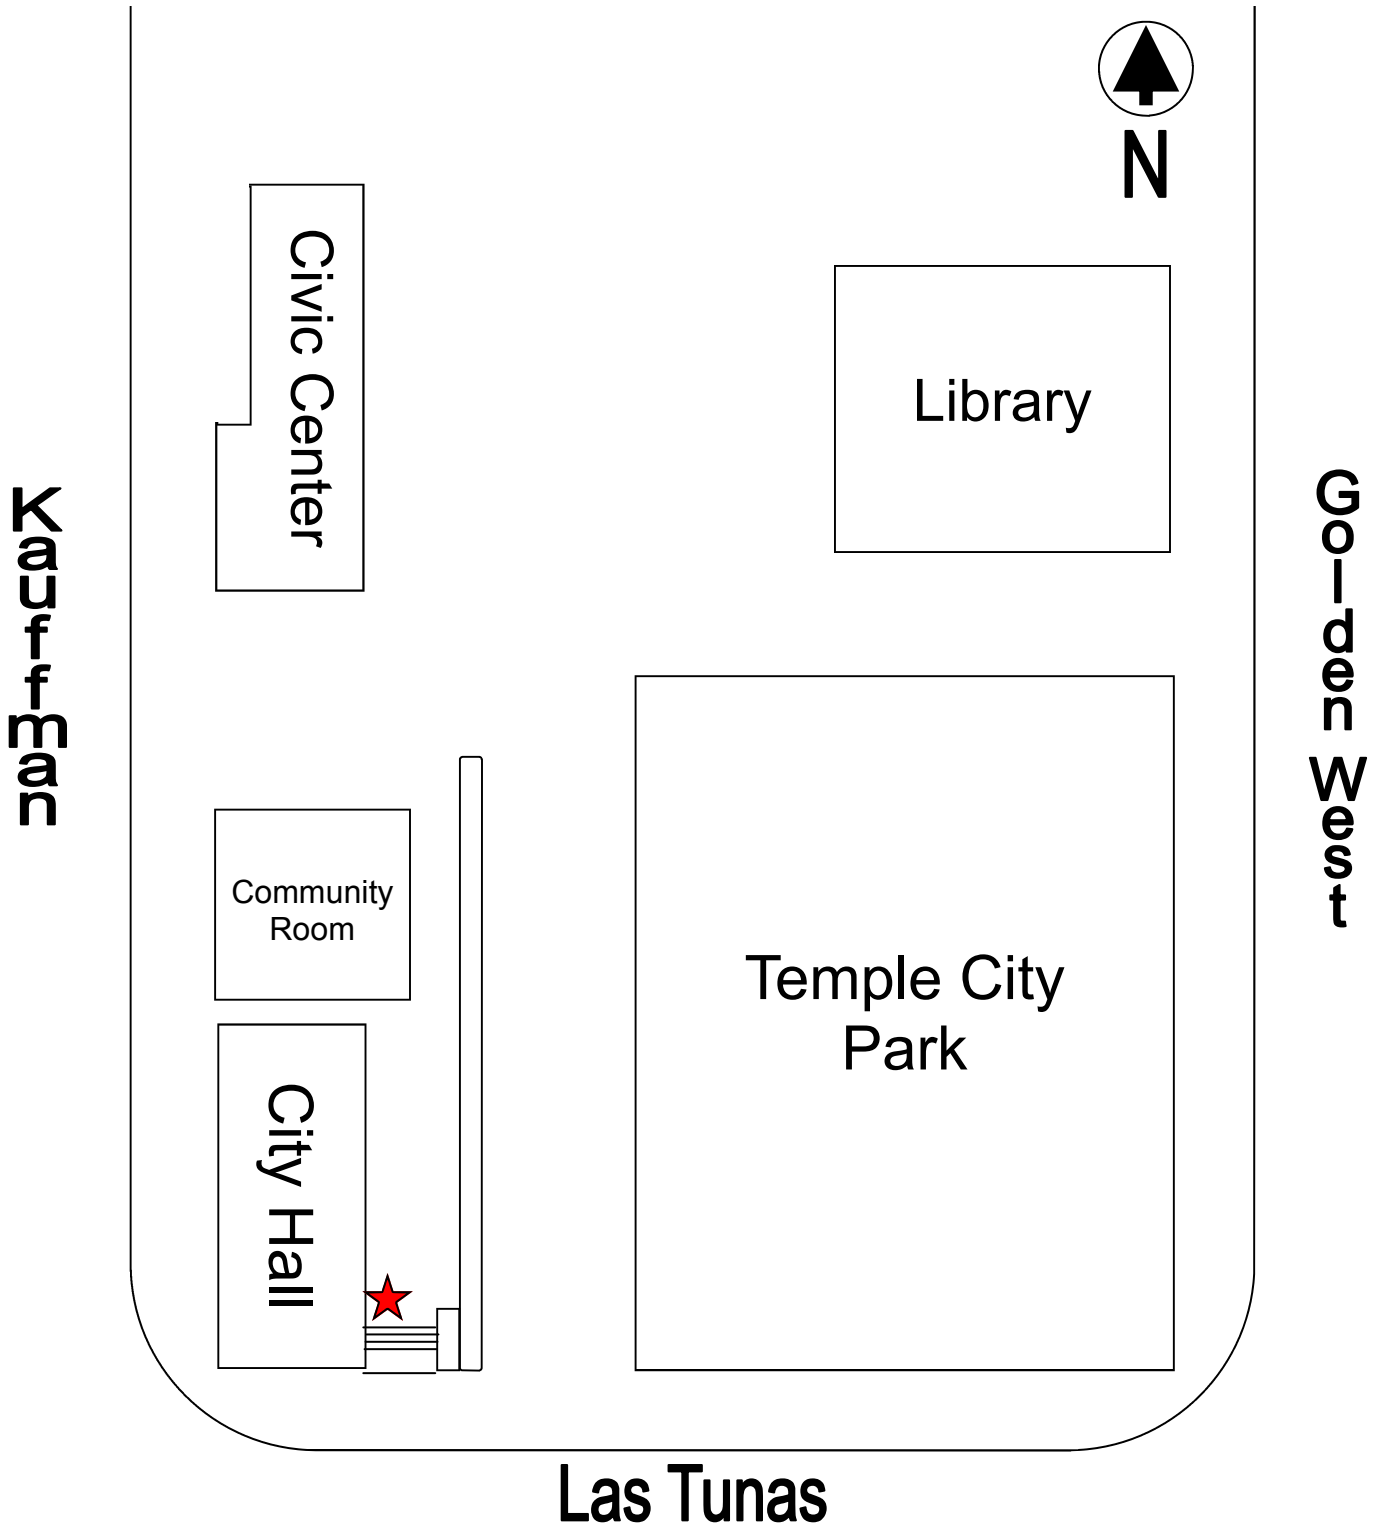 N
Civic Center
Library
Kauffman
Golden West
Community
Room
Temple City
Park
City Hall
Las Tunas